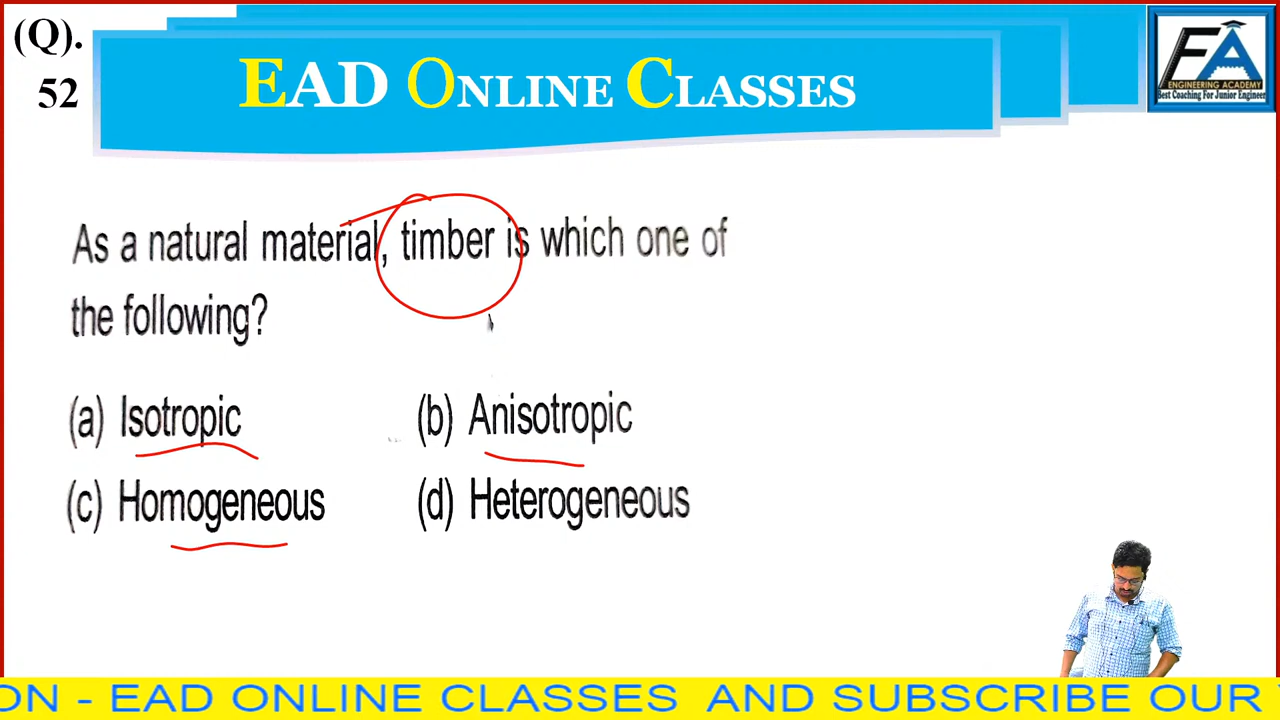 (Q).
52
EAD ONLINE CLASSES
ENGINEERING ACADEMY
Best Coaching For Junior Engineer
As a natural material, timber is which one of
the following?
(a) Isotropic (b) Anisotropic
(c) Homogeneous (d) Heterogeneous
ON - EAD ONLINE CLASSES AND SUBSCRIBE OUR